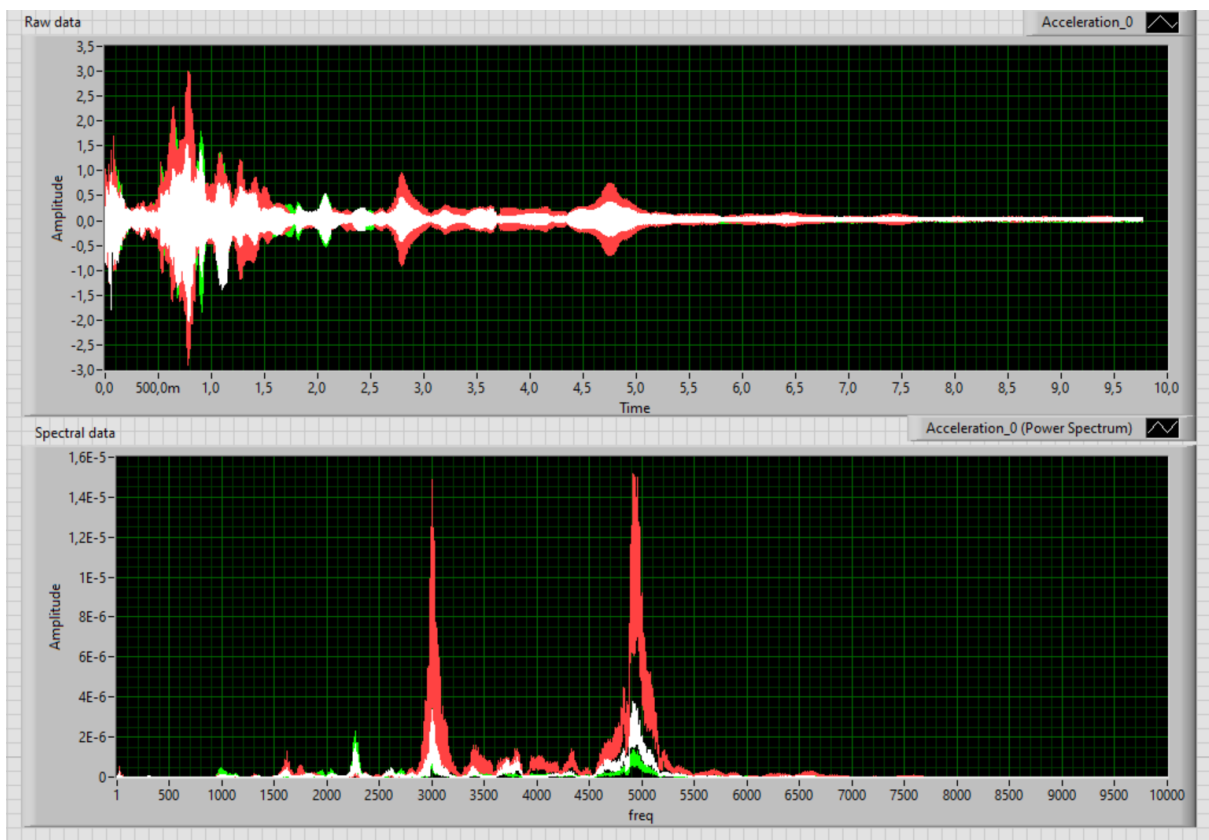 Raw data
Acceleration_0
3,5
3,0
2,5
2,0
1,5
1,0
0,5
0,0
-0,5
-1,0
-1,5
-2,0
-2,5
-3,0
Amplitude
0,0 500,0m 1,0 1,5 2,0 2,5 3,0 3,5 4,0 4,5 5,0 5,5 6,0 6,5 7,0 7,5 8,0 8,5 9,0 9,5 10,0
Time
Spectral data
Acceleration_0 (Power Spectrum)
1,6E-5
1,4E-5
1,2E-5
1E-5
8E-6
6E-6
4E-6
2E-6
0
Amplitude
1 500 1000 1500 2000 2500 3000 3500 4000 4500 5000 5500 6000 6500 7000 7500 8000 8500 9000 9500 10000
freq